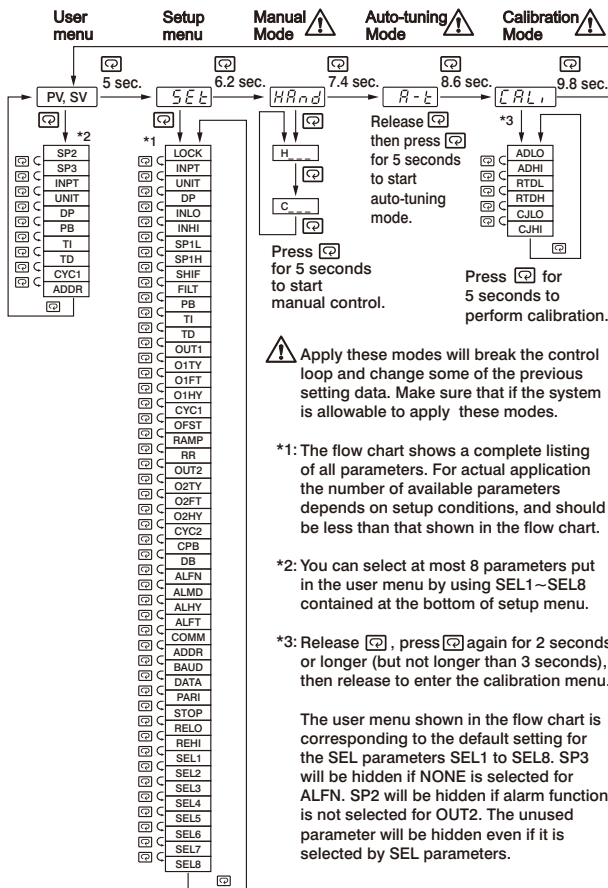 User menu
Setup menu
Manual Mode
Auto-tuning Mode
Calibration Mode
5 sec.
6.2 sec.
7.4 sec.
8.6 sec.
9.8 sec.
PV, SV
SEt
HAnd
A-t
CALi
*2
SP2
SP3
INPT
UNIT
DP
PB
TI
TD
CYC1
ADDR
*1
LOCK
INPT
UNIT
DP
INLO
INHI
SP1L
SP1H
SHIF
FILT
PB
TI
TD
OUT1
O1TY
O1FT
O1HY
CYC1
OFST
RAMP
RR
OUT2
O2TY
O2FT
O2HY
CYC2
CPB
DB
ALFN
ALMD
ALHY
ALFT
COMM
ADDR
BAUD
DATA
PARI
STOP
RELO
REHI
SEL1
SEL2
SEL3
SEL4
SEL5
SEL6
SEL7
SEL8
H_ _ _
C_ _ _
Press
for 5 seconds
to start
manual control.
Release
then press
for 5 seconds
to start
auto-tuning
mode.
*3
ADLO
ADHI
RTDL
RTDH
CJLO
CJHI
Press for
5 seconds to
perform calibration.
Apply these modes will break the control
loop and change some of the previous
setting data. Make sure that if the system
is allowable to apply these modes.
*1: The flow chart shows a complete listing
of all parameters. For actual application
the number of available parameters
depends on setup conditions, and should
be less than that shown in the flow chart.
*2: You can select at most 8 parameters put
in the user menu by using SEL1~SEL8
contained at the bottom of setup menu.
*3: Release , press again for 2 seconds
or longer (but not longer than 3 seconds),
then release to enter the calibration menu.
The user menu shown in the flow chart is
corresponding to the default setting for
the SEL parameters SEL1 to SEL8. SP3
will be hidden if NONE is selected for
ALFN. SP2 will be hidden if alarm function
is not selected for OUT2. The unused
parameter will be hidden even if it is
selected by SEL parameters.